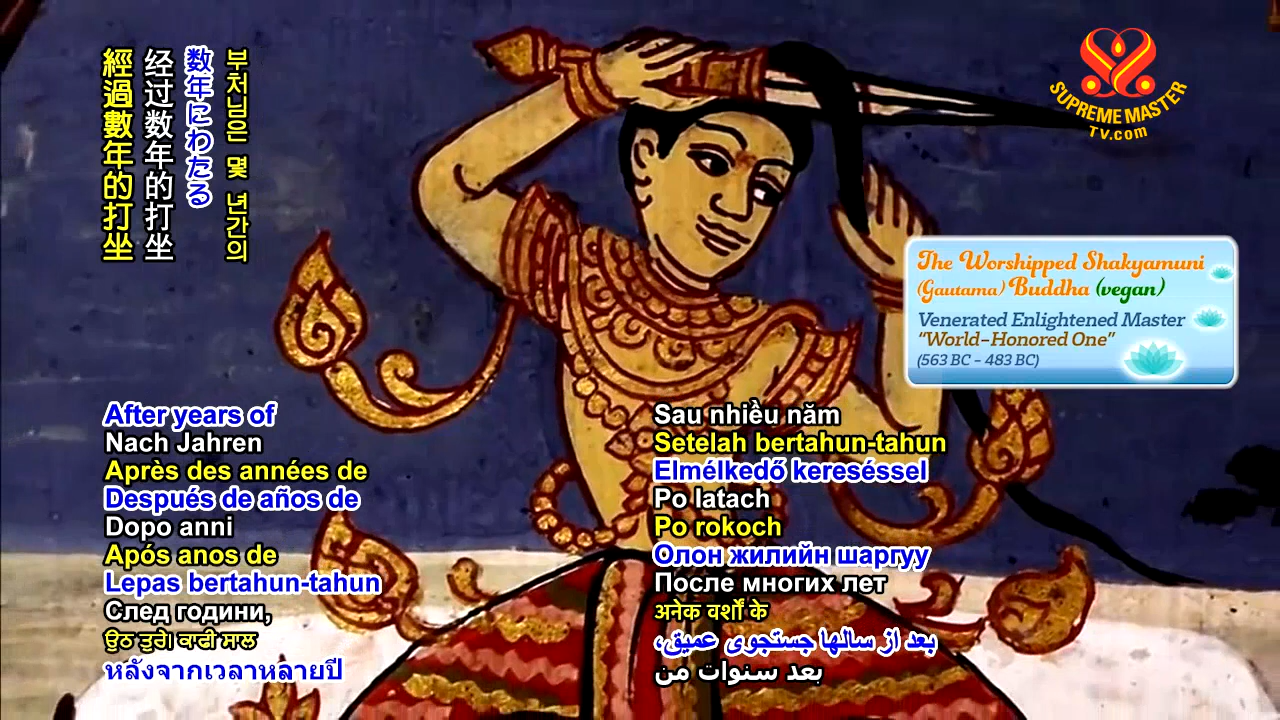 經過數年的打坐
经过数年的打坐
数年にわたる
부처님은 몇 년간의
SUPREME MASTER
TV.com
The Worshipped Shakyamuni
(Gautama) Buddha (vegan)
Venerated Enlightened Master
“World-Honored One”
(563 BC - 483 BC)
After years of
Nach Jahren
Après des années de
Después de años de
Dopo anni
Após anos de
Lepas bertahun-tahun
След години,
ਉਠ ਤੁਰੇ। ਕਾਫੀ ਸਾਲ
หลังจากเวลาหลายปี
Sau nhiều năm
Setelah bertahun-tahun
Elmélkedő kereséssel
Po latach
Po rokoch
Олон жилийн шаргуу
После многих лет
अनेक वर्शों के
بعد از سالها جستجوی عمیق،
بعد سنوات من